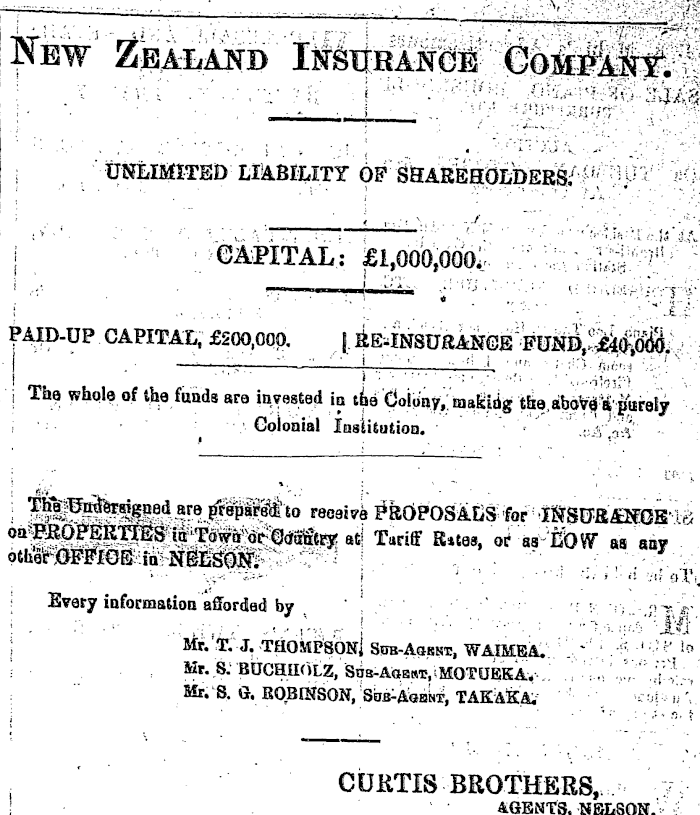 NEW ZEALAND INSURANCE COMPANY.
UNLIMITED LIABILITY OF SHAREHOLDERS.
CAPITAL: £1,000,000.
PAID-UP CAPITAL, £200,000. | RE-INSURANCE FUND, £40,000.
The whole of the funds are invested in the Colony, making the above a purely
Colonial Institution.
The Undersigned are prepared to receive PROPOSALS for INSURANCE
on PROPERTIES in Town or Country at Tariff Rates, or as LOW as any
other OFFICE in NELSON.
Every information afforded by
Mr. T. J. THOMPSON, SUB-AGENT, WAIMEA.
Mr. S. BUCHHOLZ, SUB-AGENT, MOTUEKA.
Mr. S. G. ROBINSON, SUB-AGENT, TAKAKA.
CURTIS BROTHERS,
AGENTS, NELSON.